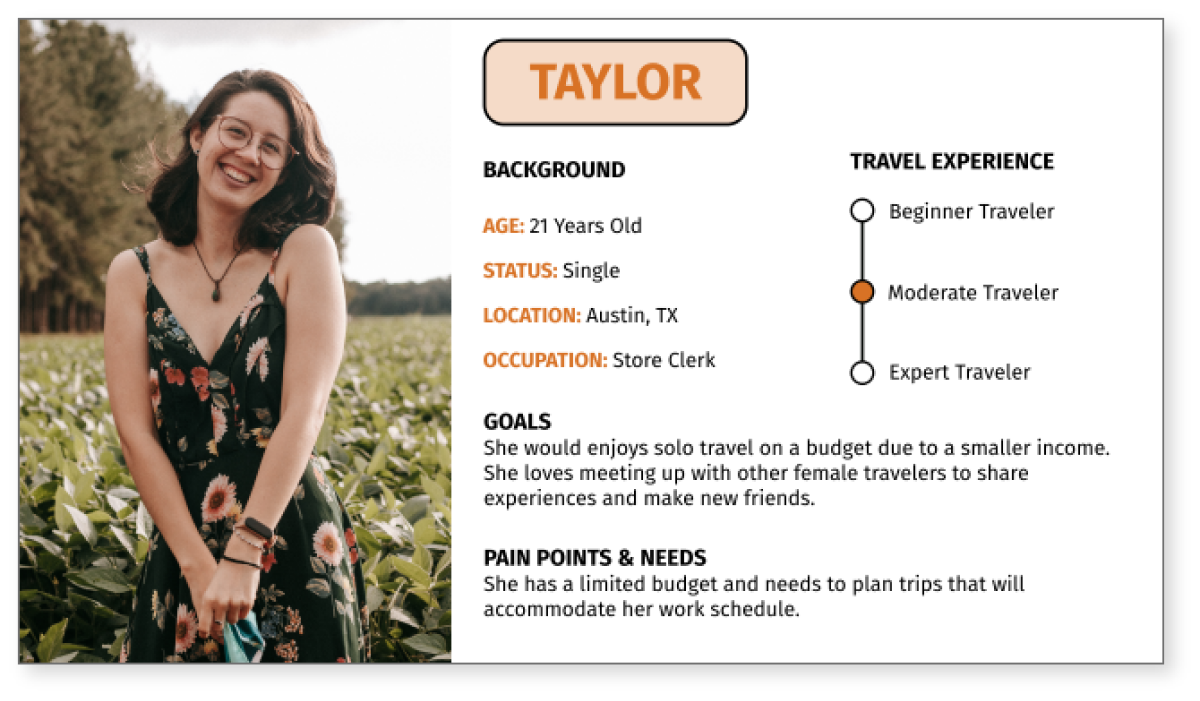 TAYLOR
BACKGROUND
AGE: 21 Years Old
STATUS: Single
LOCATION: Austin, TX
OCCUPATION: Store Clerk
TRAVEL EXPERIENCE
Beginner Traveler
Moderate Traveler
Expert Traveler
GOALS
She would enjoys solo travel on a budget due to a smaller income.
She loves meeting up with other female travelers to share
experiences and make new friends.
PAIN POINTS & NEEDS
She has a limited budget and needs to plan trips that will
accommodate her work schedule.